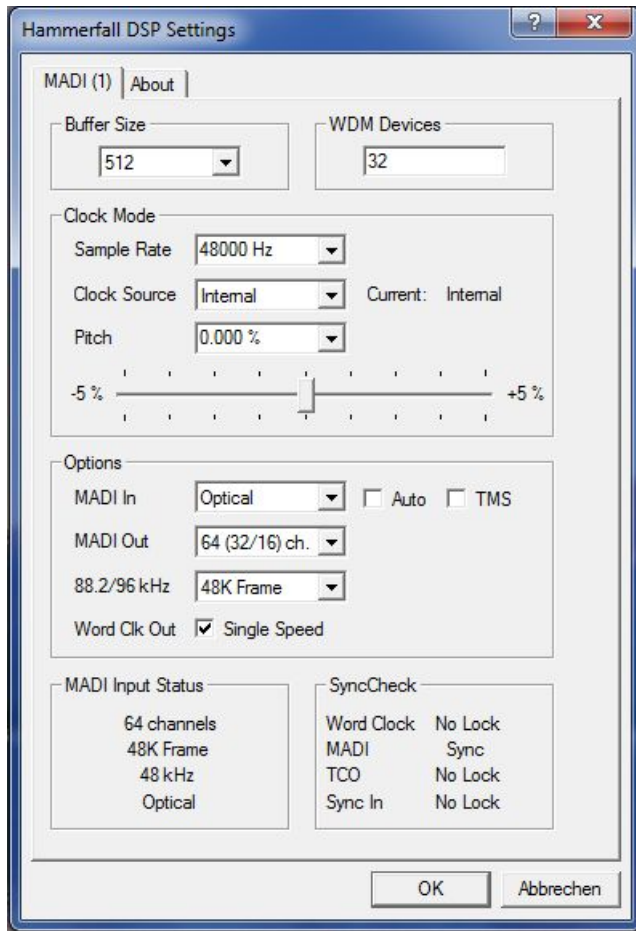 Hammerfall DSP Settings
MADI (1) About
Buffer Size
512
WDM Devices
32
Clock Mode
Sample Rate 48000 Hz
Clock Source Internal Current: Internal
Pitch 0.000 %
-5 % +5 %
Options
MADI In Optical Auto TMS
MADI Out 64 (32/16) ch.
88.2/96 kHz 48K Frame
Word Clk Out Single Speed
MADI Input Status
64 channels
48K Frame
48 kHz
Optical
SyncCheck
Word Clock No Lock
MADI Sync
TCO No Lock
Sync In No Lock
OK Abbrechen